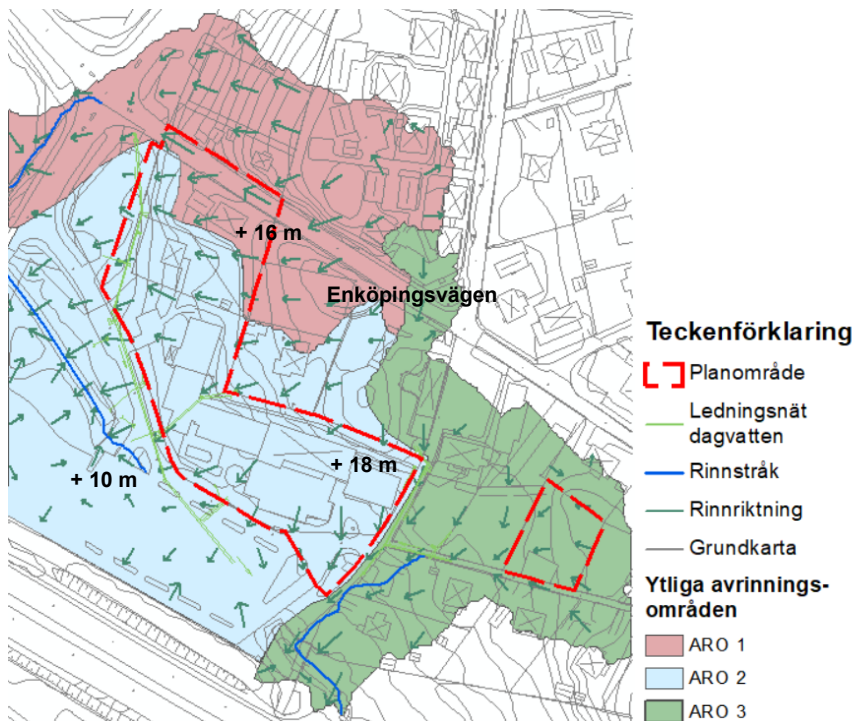 + 16 m
Enköpingsvägen
+ 18 m
+ 10 m
Teckenförklaring
Planområde
Ledningsnät
dagvatten
Rinnstråk
Rinnriktning
Grundkarta
Ytliga avrinnings-
områden
ARO 1
ARO 2
ARO 3